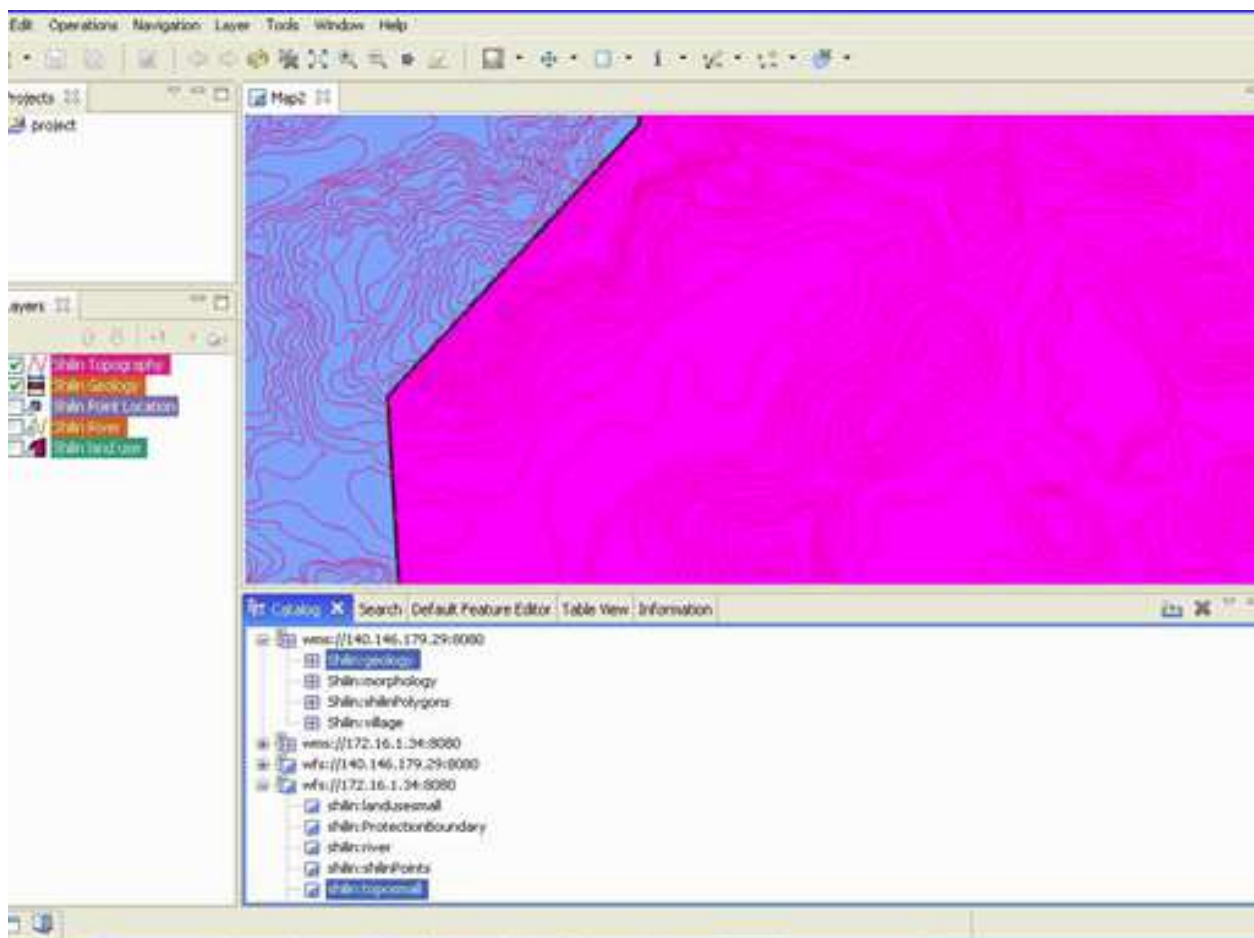 Edit Operations Navigation Layer Tools Window Help
rojects
Map2
project
ayers
Shilin Topography
Shilin Geology
Shilin Point Location
Shilin River
Shilin land user
Catalog Search Default Feature Editor Table View Information
wms://140.146.179.29:8080
Shilin:geology
Shilin:morphology
Shilin:shilinPolygons
Shilin:village
wms://172.16.1.34:8080
wfs://140.146.179.29:8080
wfs://172.16.1.34:8080
shilin:landusesmall
shilin:ProtectionBoundary
shilin:river
shilin:shilinPoints
shilin:toposmall